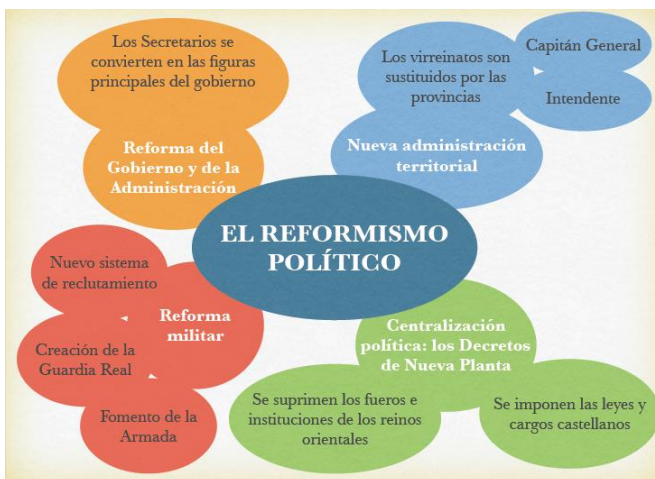 Los Secretarios se
convierten en las figuras
principales del gobierno
Reforma del
Gobierno y de la
Administración
Los virreinatos son
sustituidos por las
provincias
Capitán General
Intendente
Nueva administración
territorial
EL REFORMISMO
POLÍTICO
Nuevo sistema
de reclutamiento
Reforma
militar
Creación de la
Guardia Real
Fomento de la
Armada
Centralización
política: los Decretos
de Nueva Planta
Se suprimen los fueros e
instituciones de los reinos
orientales
Se imponen las leyes y
cargos castellanos